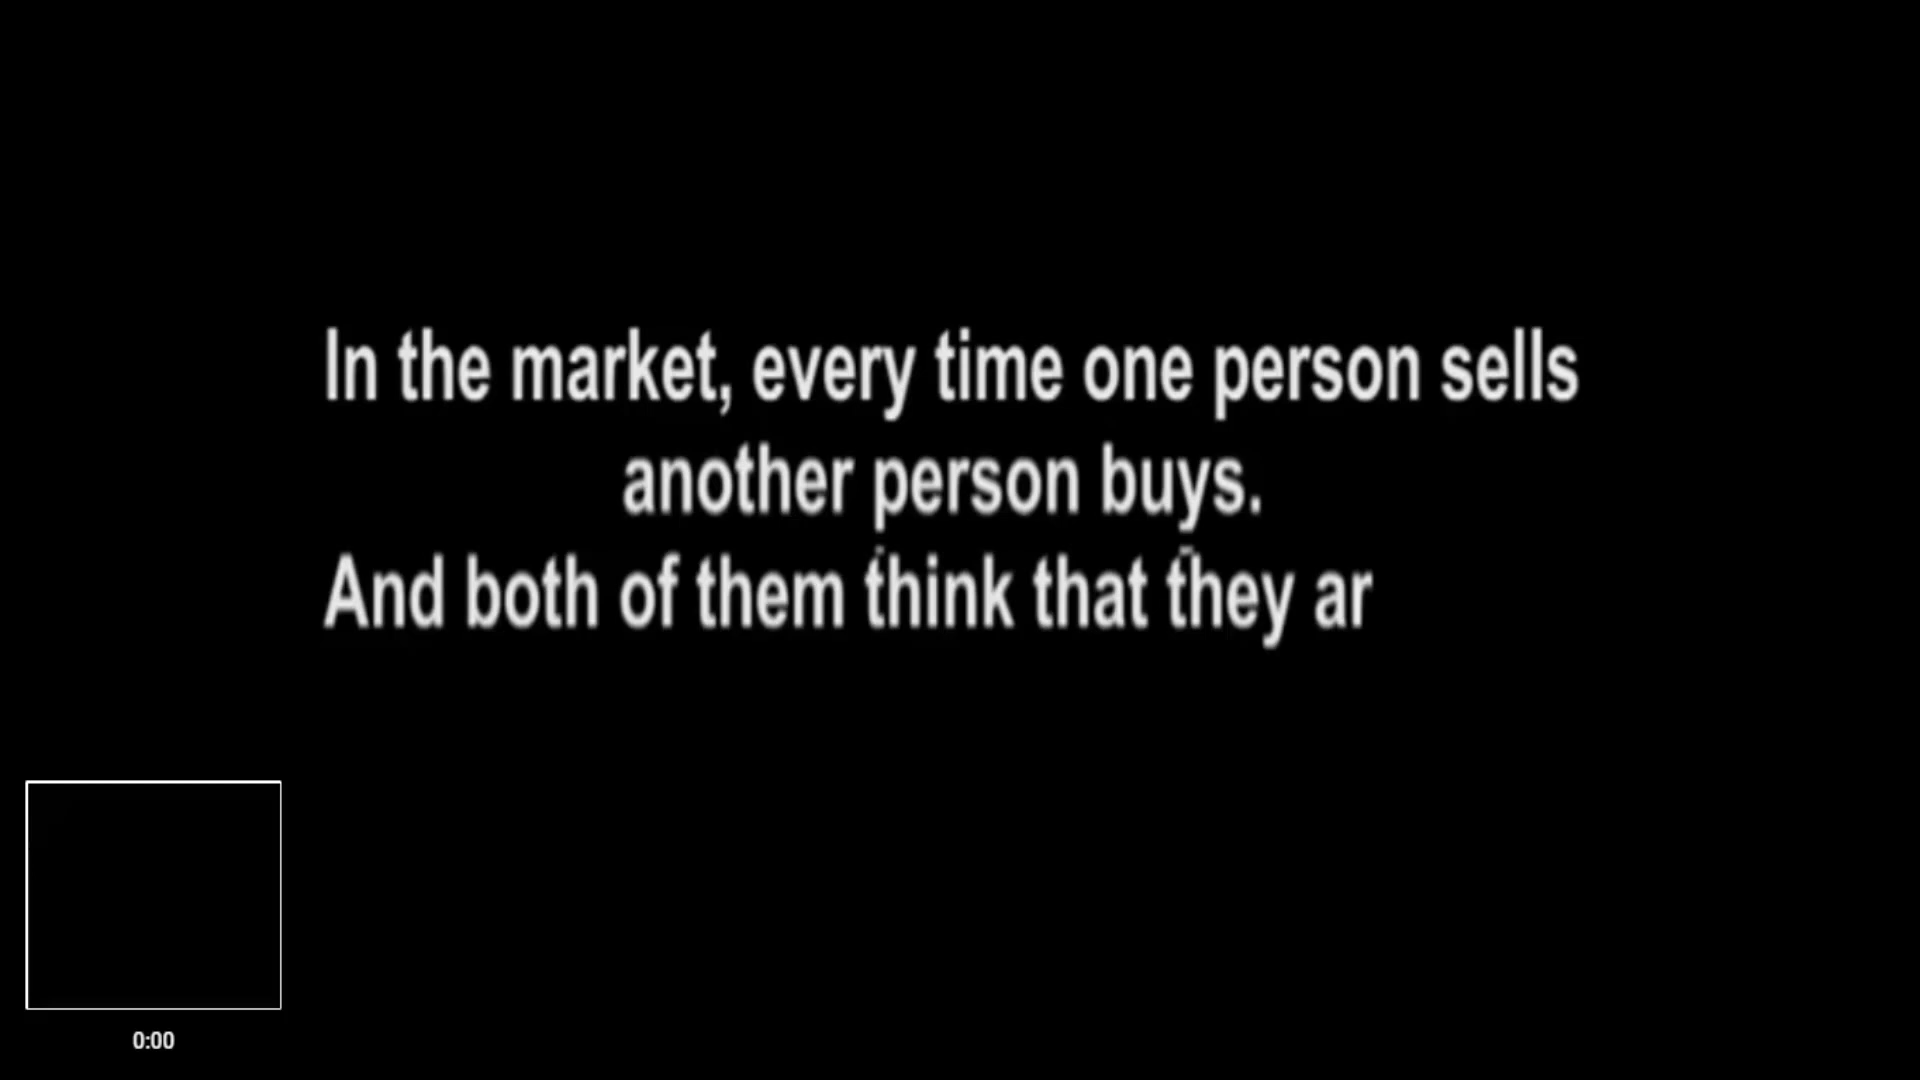 In the market, every time one person sells
another person buys.
And both of them think that they ar
0:00